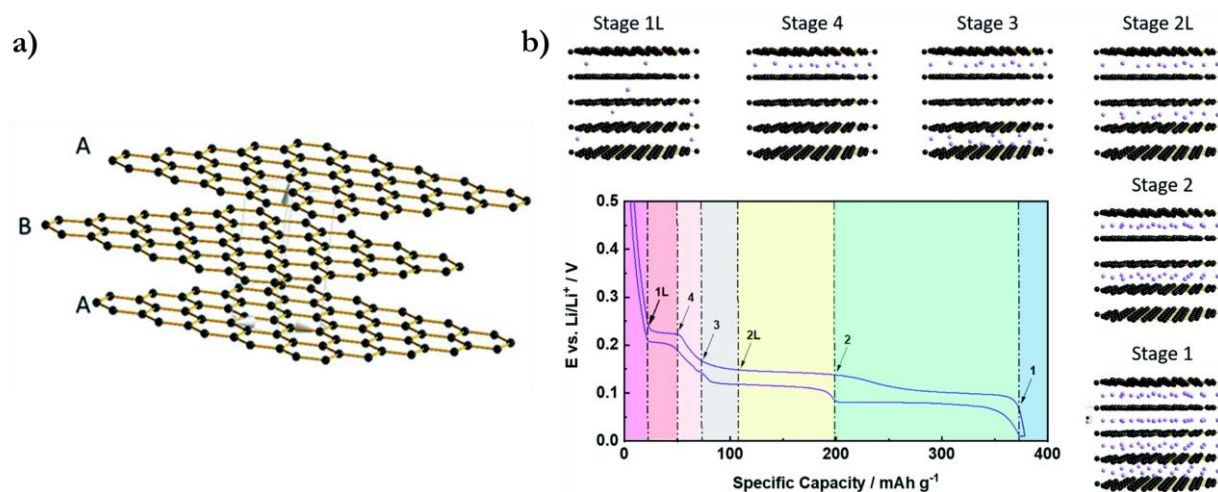 a)
A
B
A
b)
Stage 1L
Stage 4
Stage 3
Stage 2L
Stage 2
Stage 1
E vs. Li/Li⁺ / V
0.5
0.4
0.3
0.2
0.1
0.0
1L
4
3
2L
2
1
0
100
200
300
400
Specific Capacity / mAh g⁻¹